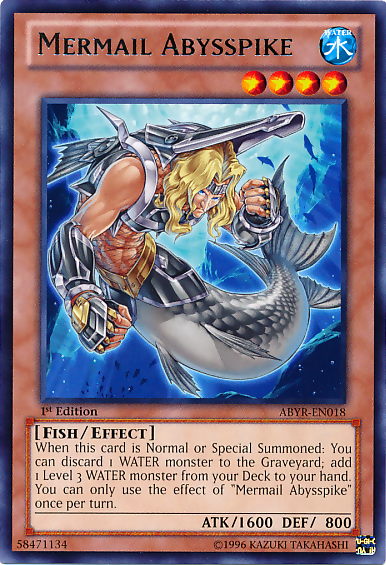 MERMAIL ABYSSPIKE
WATER
水
1st Edition
ABYR-EN018
[FISH/EFFECT]
When this card is Normal or Special Summoned: You
can discard 1 WATER monster to the Graveyard; add
1 Level 3 WATER monster from your Deck to your hand.
You can only use the effect of "Mermail Abysspike"
once per turn.
ATK/1600 DEF/ 800
58471134
©1996 KAZUKI TAKAHASHI